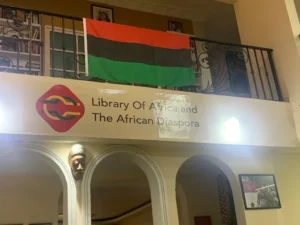 Library Of Africa and
The African Diaspora